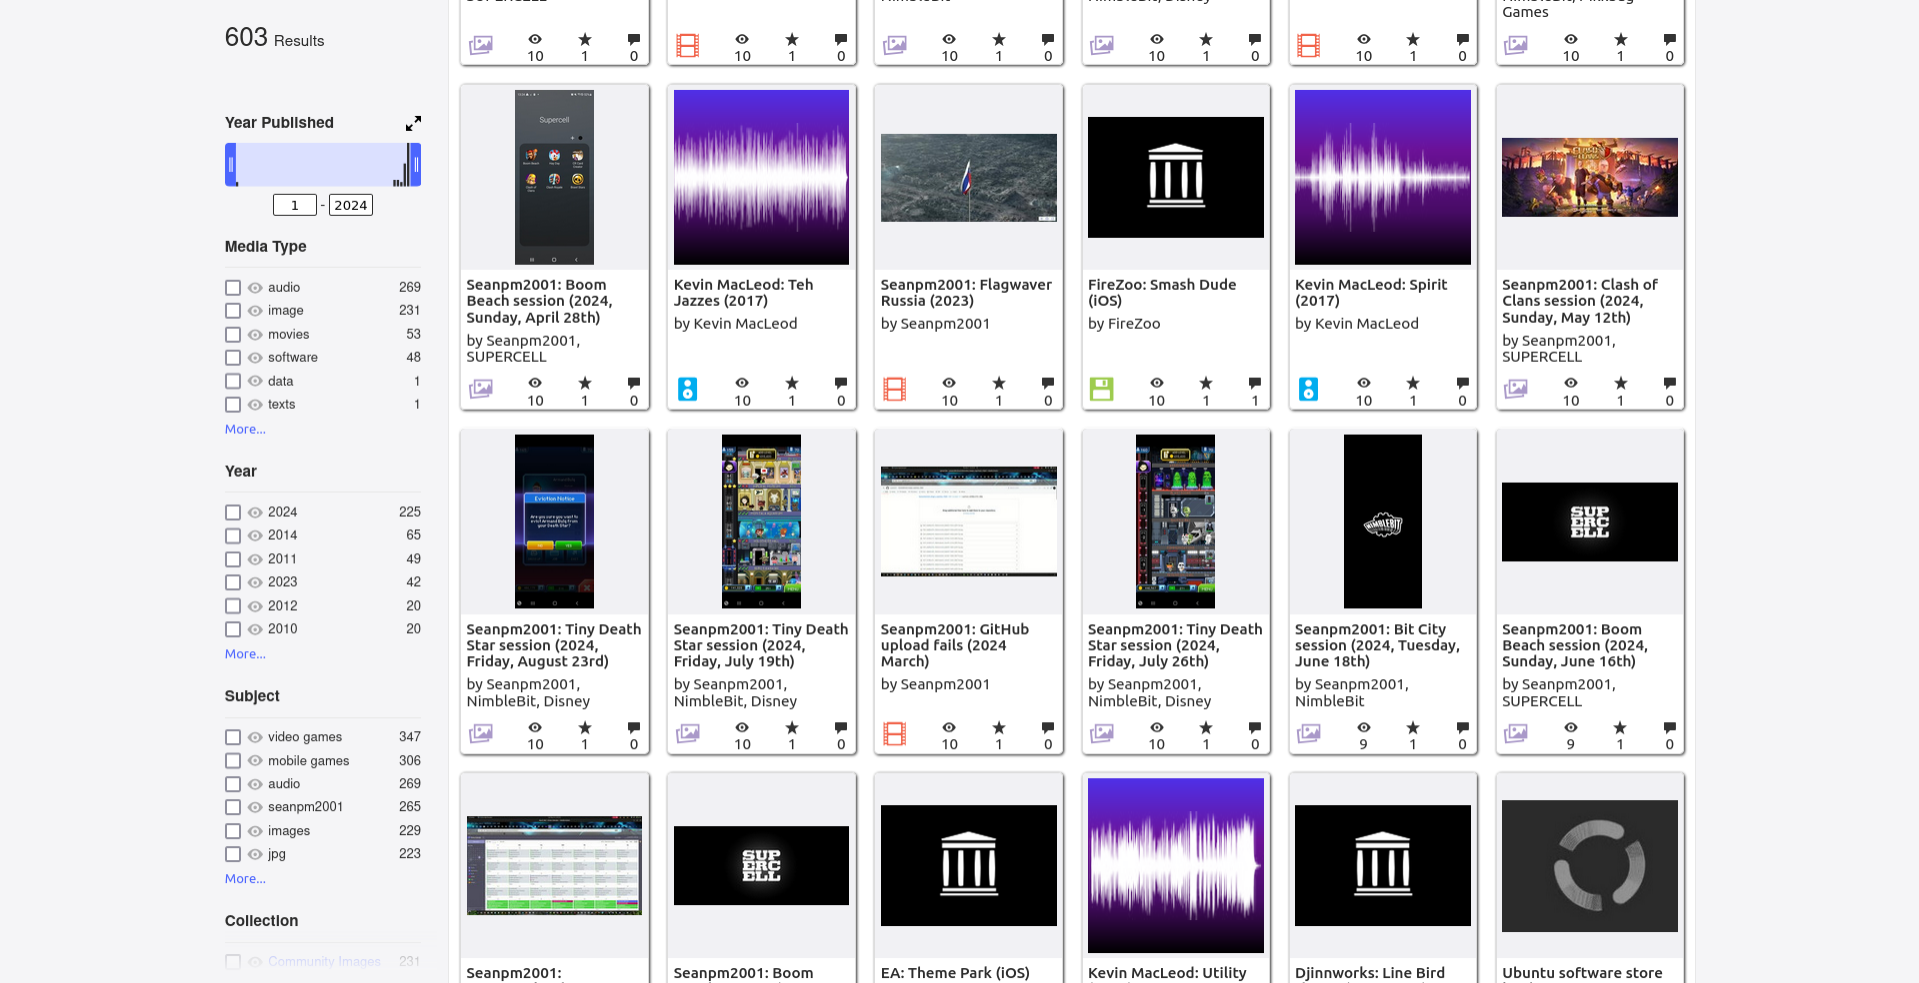 603 Results
Year Published
1 - 2024
Media Type
audio 269
image 231
movies 53
software 48
data 1
texts 1
More...
Year
2024 225
2014 65
2011 49
2023 42
2012 20
2010 20
More...
Subject
video games 347
mobile games 306
audio 269
seanpm2001 265
images 229
jpg 223
More...
Collection
Community Images 231
Games
10 1 0
10 1 0
10 1 0
10 1 0
10 1 0
10 1 0
Supercell
Seanpm2001: Boom
Beach session (2024,
Sunday, April 28th)
by Seanpm2001,
SUPERCELL
10 1 0
Kevin MacLeod: Teh
Jazzes (2017)
by Kevin MacLeod
10 1 0
Seanpm2001: Flagwaver
Russia (2023)
by Seanpm2001
10 1 0
FireZoo: Smash Dude
(iOS)
by FireZoo
10 1 1
Kevin MacLeod: Spirit
(2017)
by Kevin MacLeod
10 1 0
Seanpm2001: Clash of
Clans session (2024,
Sunday, May 12th)
by Seanpm2001,
SUPERCELL
10 1 0
Eviction Notice
Seanpm2001: Tiny Death
Star session (2024,
Friday, August 23rd)
by Seanpm2001,
NimbleBit, Disney
10 1 0
Seanpm2001: Tiny Death
Star session (2024,
Friday, July 19th)
by Seanpm2001,
NimbleBit, Disney
10 1 0
Seanpm2001: GitHub
upload fails (2024
March)
by Seanpm2001
10 1 0
Seanpm2001: Tiny Death
Star session (2024,
Friday, July 26th)
by Seanpm2001,
NimbleBit, Disney
10 1 0
NIMBLEBIT
Seanpm2001: Bit City
session (2024, Tuesday,
June 18th)
by Seanpm2001,
NimbleBit
9 1 0
SUP
ERC
ELL
Seanpm2001: Boom
Beach session (2024,
Sunday, June 16th)
by Seanpm2001,
SUPERCELL
9 1 0
Seanpm2001:
SUP
ERC
ELL
Seanpm2001: Boom
EA: Theme Park (iOS)
Kevin MacLeod: Utility
Djinnworks: Line Bird
Ubuntu software store